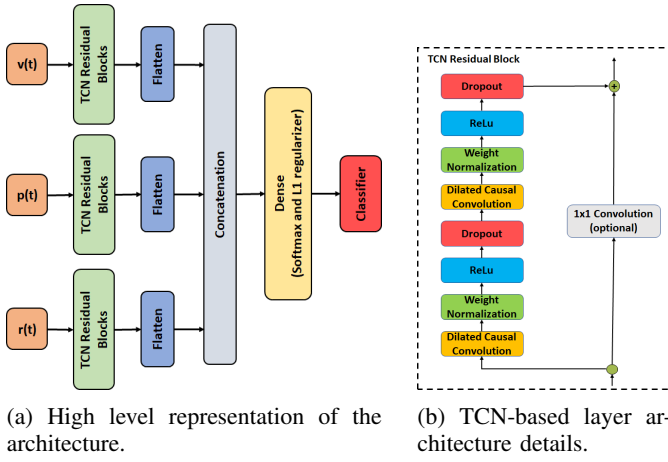 v(t)
TCN Residual
Blocks
Flatten
p(t)
TCN Residual
Blocks
Flatten
r(t)
TCN Residual
Blocks
Flatten
Concatenation
Dense
(Softmax and L1 regularizer)
Classifier
(a) High level representation of the
architecture.
TCN Residual Block
Dropout
+
ReLu
Weight
Normalization
Dilated Causal
Convolution
Dropout
ReLu
Weight
Normalization
Dilated Causal
Convolution
1x1 Convolution
(optional)
(b) TCN-based layer ar-
chitecture details.